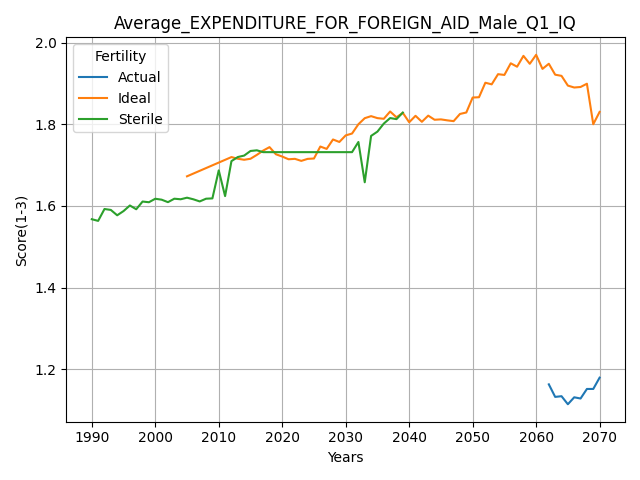 Average_EXPENDITURE_FOR_FOREIGN_AID_Male_Q1_IQ
Fertility
Actual
Ideal
Sterile
Score(1-3)
2.0
1.8
1.6
1.4
1.2
1990 2000 2010 2020 2030 2040 2050 2060 2070
Years